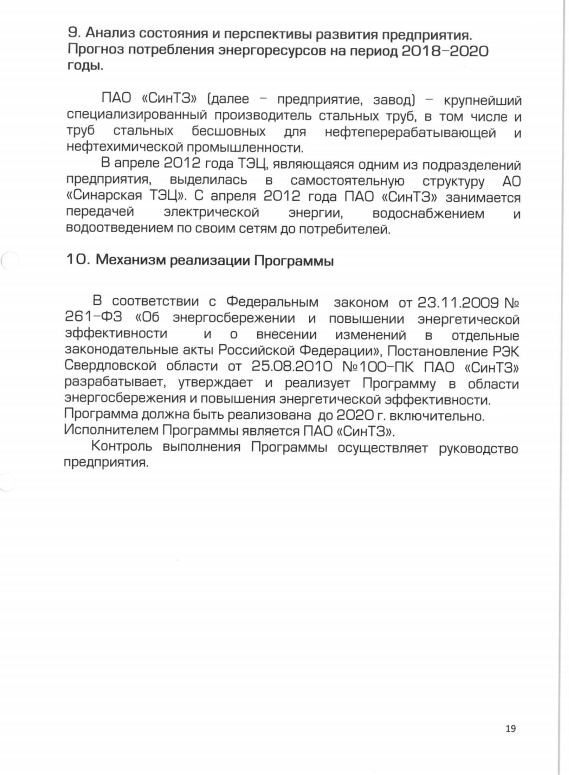 9. Анализ состояния и перспективы развития предприятия.
Прогноз потребления энергоресурсов на период 2018-2020
годы.
ПАО «СинТЗ» (далее – предприятие, завод) – крупнейший
специализированный производитель стальных труб, в том числе и
труб стальных бесшовных для нефтеперерабатывающей и
нефтехимической промышленности.
В апреле 2012 года ТЭЦ, являющаяся одним из подразделений
предприятия, выделилась в самостоятельную структуру АО
«Синарская ТЭЦ». С апреля 2012 года ПАО «СинТЗ» занимается
передачей электрической энергии, водоснабжением и
водоотведением по своим сетям до потребителей.
10. Механизм реализации Программы
В соответствии с Федеральным законом от 23.11.2009 №
261-ФЗ «Об энергосбережении и повышении энергетической
эффективности и о внесении изменений в отдельные
законодательные акты Российской Федерации», Постановление РЭК
Свердловской области от 25.08.2010 №100-ПК ПАО «СинТЗ»
разрабатывает, утверждает и реализует Программу в области
энергосбережения и повышения энергетической эффективности.
Программа должна быть реализована до 2020 г. включительно.
Исполнителем Программы является ПАО «СинТЗ».
Контроль выполнения Программы осуществляет руководство
предприятия.
19